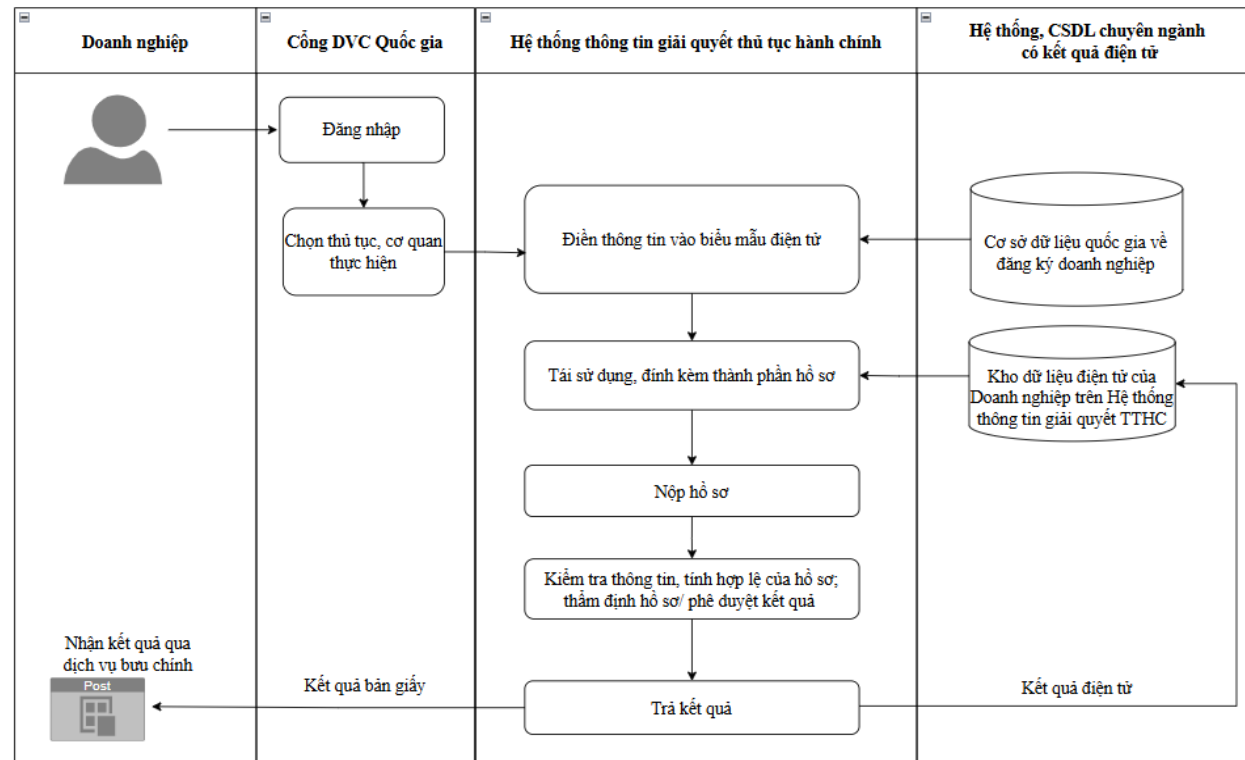 Doanh nghiệp
Cổng DVC Quốc gia
Hệ thống thông tin giải quyết thủ tục hành chính
Hệ thống, CSDL chuyên ngành
có kết quả điện tử
Đăng nhập
Chọn thủ tục, cơ quan
thực hiện
Điền thông tin vào biểu mẫu điện tử
Cơ sở dữ liệu quốc gia về
đăng ký doanh nghiệp
Tái sử dụng, đính kèm thành phần hồ sơ
Kho dữ liệu điện tử của
Doanh nghiệp trên Hệ thống
thông tin giải quyết TTHC
Nộp hồ sơ
Kiểm tra thông tin, tính hợp lệ của hồ sơ;
thẩm định hồ sơ/ phê duyệt kết quả
Nhận kết quả qua
dịch vụ bưu chính
Post
Kết quả bản giấy
Trả kết quả
Kết quả điện tử